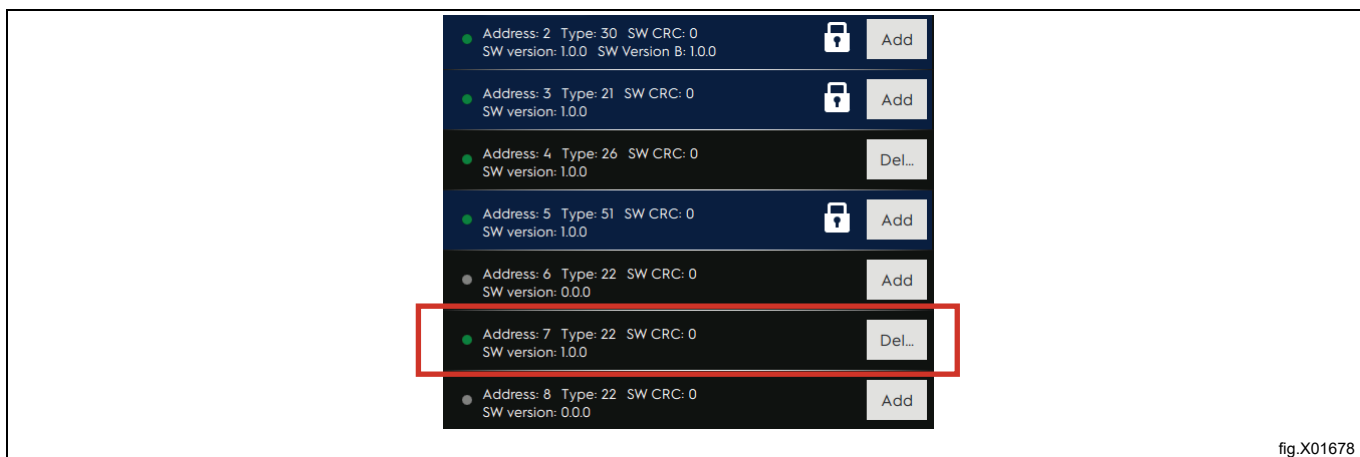 Address: 2 Type: 30 SW CRC: 0
SW version: 1.0.0 SW Version B: 1.0.0
Add
Address: 3 Type: 21 SW CRC: 0
SW version: 1.0.0
Add
Address: 4 Type: 26 SW CRC: 0
SW version: 1.0.0
Del...
Address: 5 Type: 51 SW CRC: 0
SW version: 1.0.0
Add
Address: 6 Type: 22 SW CRC: 0
SW version: 0.0.0
Add
Address: 7 Type: 22 SW CRC: 0
SW version: 1.0.0
Del...
Address: 8 Type: 22 SW CRC: 0
SW version: 0.0.0
Add
fig.X01678